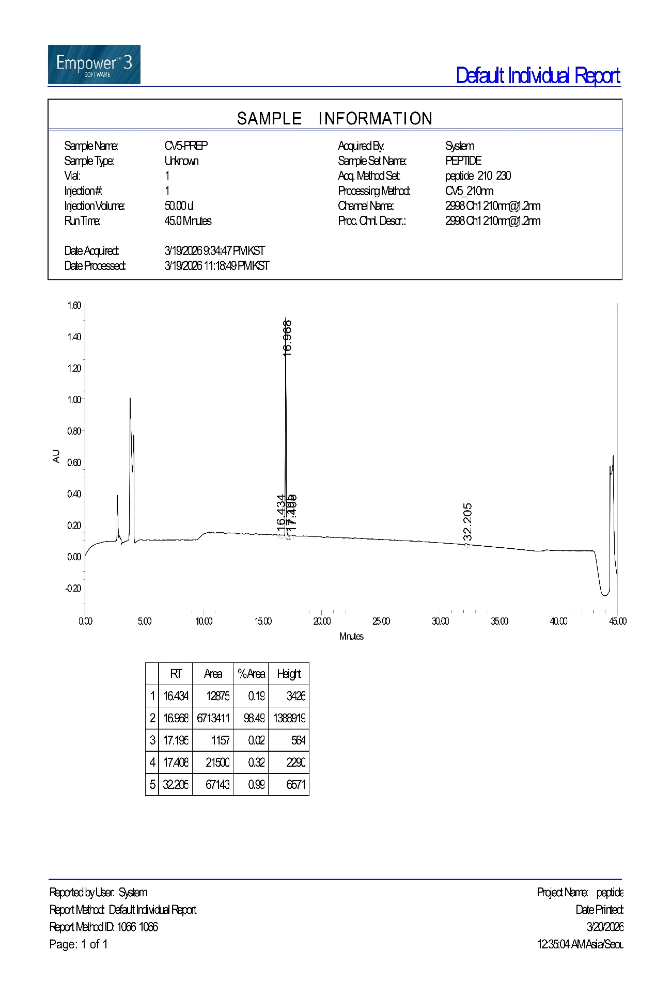 Empower™ 3
SOFTWARE
Default Individual Report
SAMPLE INFORMATION
Sample Name: CV5-PREP Acquired By: System
Sample Type: Unknown Sample Set Name: PEPTIDE
Vial: 1 Acq. Method Set: peptide_210_230
Injection #: 1 Processing Method: CV5_210nm
Injection Volume: 50.00 ul Channel Name: 2998 Ch1 210nm@1.2nm
Run Time: 45.0 Minutes Proc. Chnl. Descr.: 2998 Ch1 210nm@1.2nm
Date Acquired: 3/19/2026 9:34:47 PM KST
Date Processed: 3/19/2026 11:18:49 PM KST
1.60
1.40
1.20
1.00
0.80
0.60
0.40
0.20
0.00
-0.20
AU
16.434
16.968
17.195
17.408
32.205
0.00 5.00 10.00 15.00 20.00 25.00 30.00 35.00 40.00 45.00
Minutes
RT Area % Area Height
1 16.434 12875 0.19 3426
2 16.968 6713411 98.49 1388919
3 17.195 1157 0.02 564
4 17.408 21500 0.32 2290
5 32.205 67143 0.99 6571
Reported by User: System Project Name: peptide
Report Method: Default Individual Report Date Printed:
Report Method ID: 1066 1066 3/20/2026
Page: 1 of 1 12:35:04 AM Asia/Seou